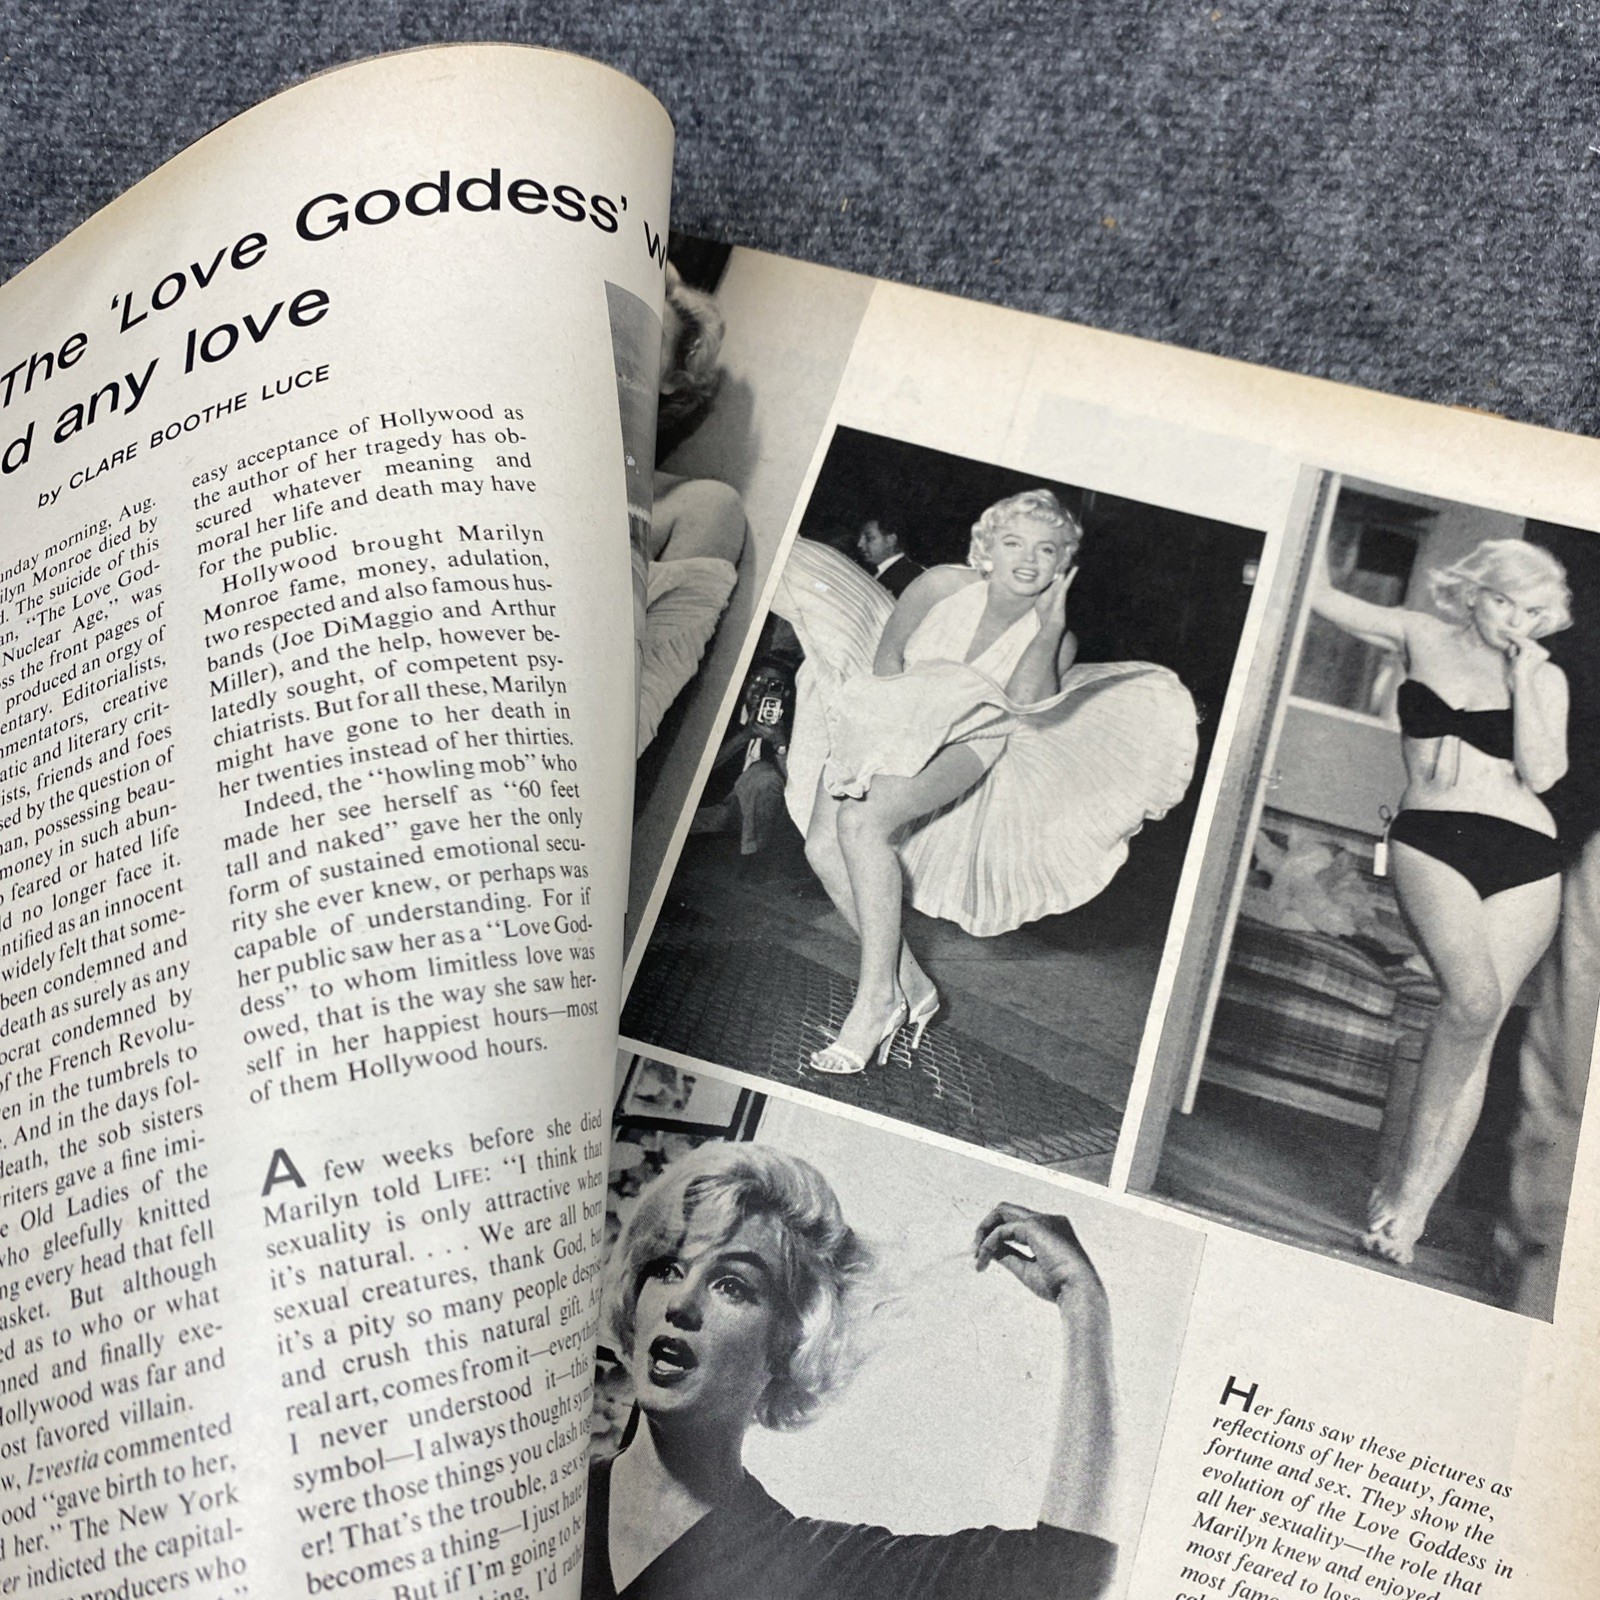 The 'Love Goddess' w
d any love
by CLARE BOOTHE LUCE
unday morning, Aug.
ilyn Monroe died by
d. The suicide of this
an, “The Love God-
Nuclear Age,” was
ss the front pages of
produced an orgy of
entary. Editorialists,
mmentators, creative
atic and literary crit-
ists, friends and foes
sed by the question of
nan, possessing beau-
money in such abun-
o feared or hated life
ld no longer face it.
ntified as an innocent
widely felt that some-
been condemned and
death as surely as any
ocrat condemned by
of the French Revolu-
en in the tumbrels to
e. And in the days fol-
death, the sob sisters
riters gave a fine imi-
e Old Ladies of the
who gleefully knitted
ng every head that fell
asket. But although
ed as to who or what
nned and finally exe-
Hollywood was far and
ost favored villain.
w, Izvestia commented
ood “gave birth to her,
d her.” The New York
er indicted the capital-
producers who
easy acceptance of Hollywood as
the author of her tragedy has ob-
scured whatever meaning and
moral her life and death may have
for the public.
Hollywood brought Marilyn
Monroe fame, money, adulation,
two respected and also famous hus-
bands (Joe DiMaggio and Arthur
Miller), and the help, however be-
latedly sought, of competent psy-
chiatrists. But for all these, Marilyn
might have gone to her death in
her twenties instead of her thirties.
Indeed, the “howling mob” who
made her see herself as “60 feet
tall and naked” gave her the only
form of sustained emotional secu-
rity she ever knew, or perhaps was
capable of understanding. For if
her public saw her as a “Love God-
dess” to whom limitless love was
owed, that is the way she saw her-
self in her happiest hours—most
of them Hollywood hours.
A few weeks before she died
Marilyn told LIFE: “I think that
sexuality is only attractive when
it's natural. . . . We are all born
sexual creatures, thank God, but
it's a pity so many people despise
and crush this natural gift. Art,
real art, comes from it—everything
I never understood it—this
symbol—I always thought symb
were those things you clash tog
er! That's the trouble, a sex sy
becomes a thing—I just hate
But if I'm going to be
hing, I'd rath
Her fans saw these pictures as
reflections of her beauty, fame,
fortune and sex. They show the
evolution of the Love Goddess in
all her sexuality—the role that
Marilyn knew and enjoyed
most feared to lose
most fam